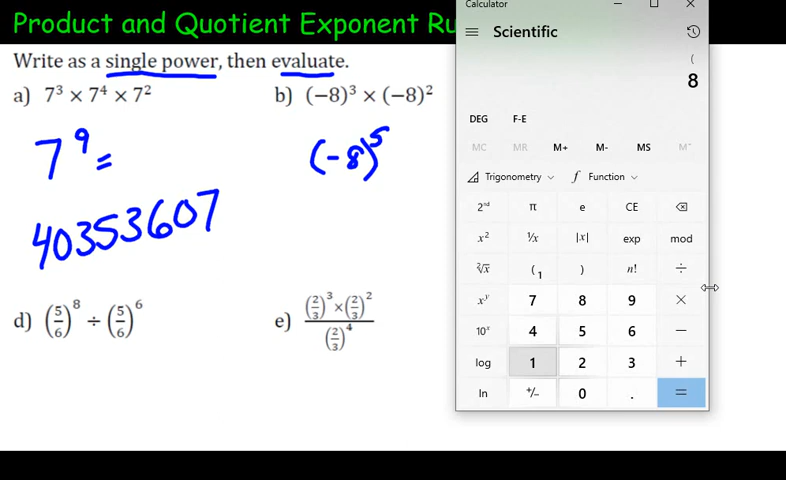 Product and Quotient Exponent Ru
Write as a single power, then evaluate.
a) 7³ × 7⁴ × 7²
b) (−8)³ × (−8)²
7⁹ =
(-8)⁵
40353607
d) (5/6)⁸ ÷ (5/6)⁶
e) ((2/3)³×(2/3)²)/(2/3)⁴
Calculator
Scientific
(
8
DEG F-E
MC MR M+ M- MS M˅
Trigonometry f Function
2ⁿᵈ π e CE
x² ¹/x |x| exp mod
²√x (₁ ) n! ÷
xʸ 7 8 9 ×
10ˣ 4 5 6 −
log 1 2 3 +
ln +/− 0 . =